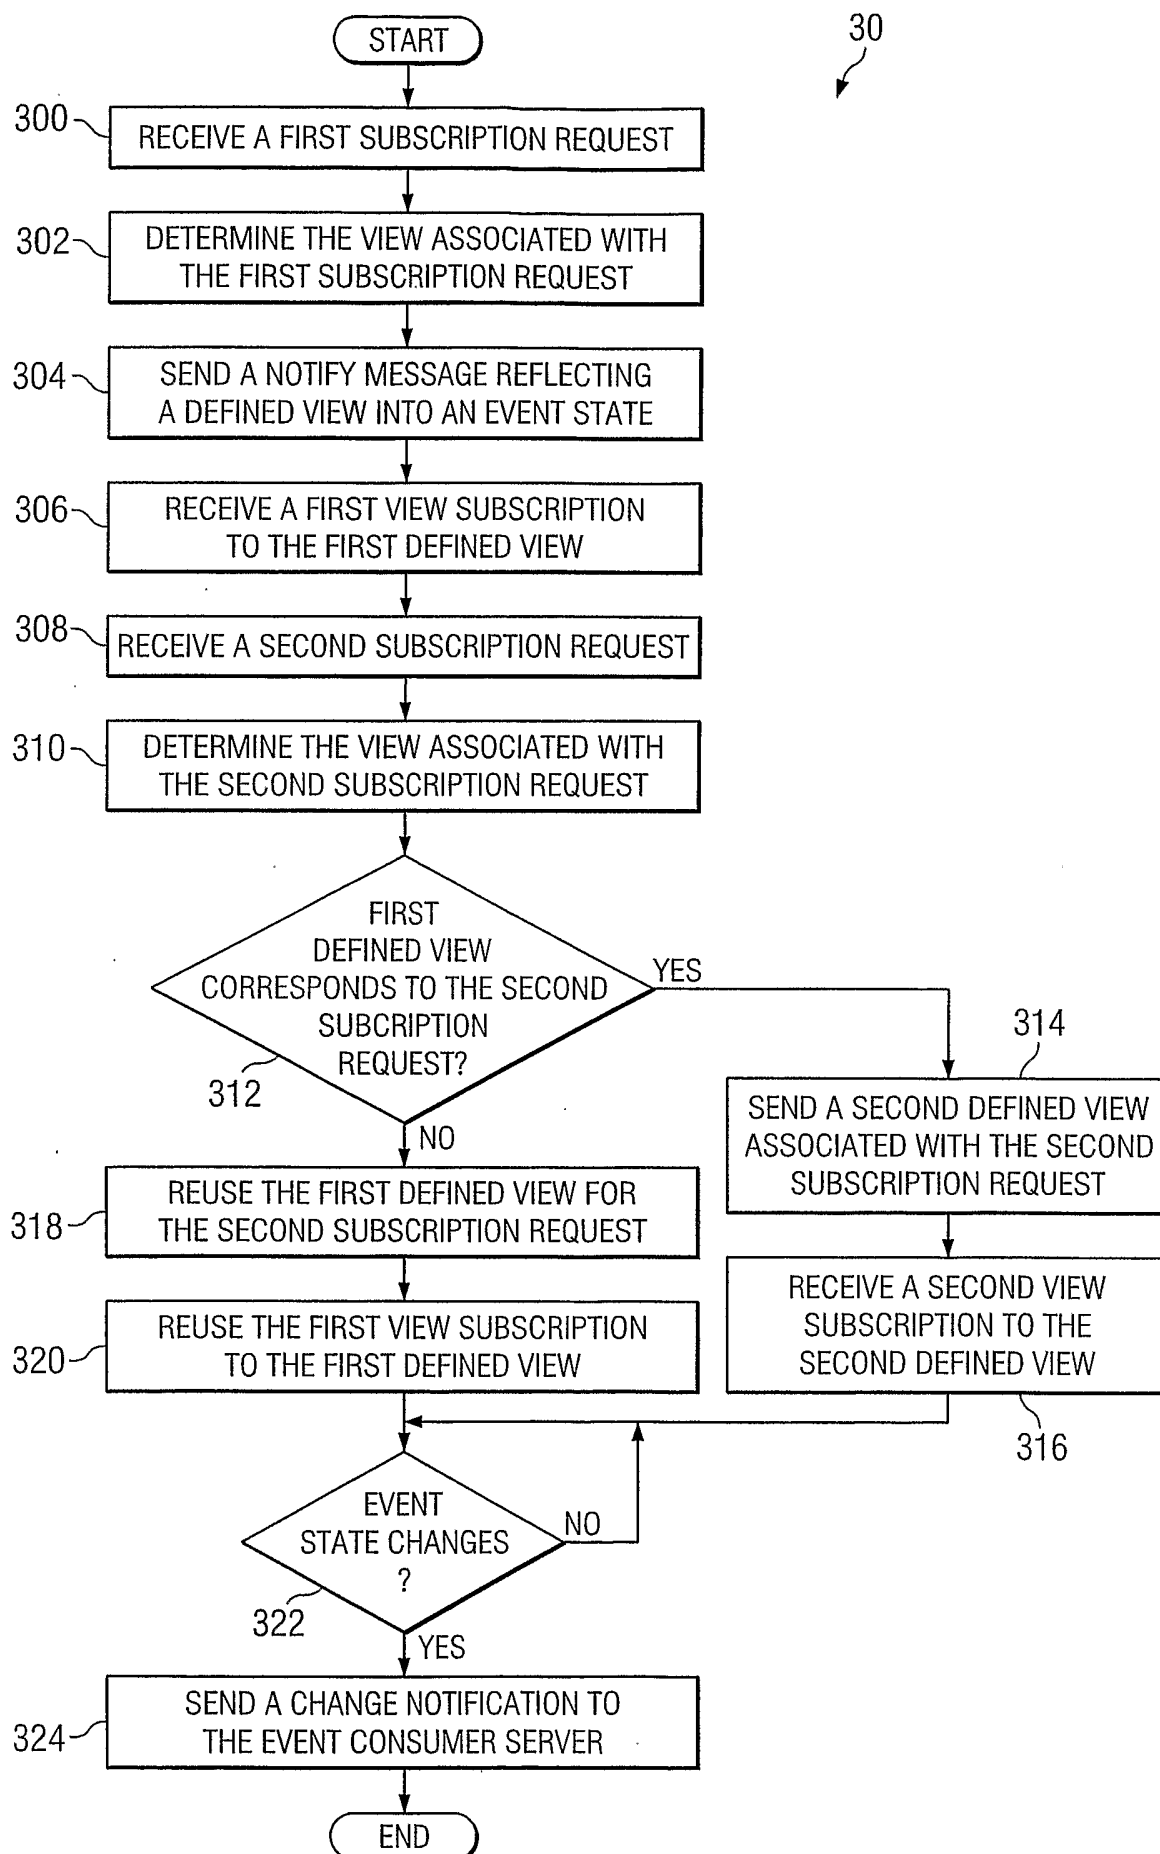 START
30
300
RECEIVE A FIRST SUBSCRIPTION REQUEST
302
DETERMINE THE VIEW ASSOCIATED WITH
THE FIRST SUBSCRIPTION REQUEST
304
SEND A NOTIFY MESSAGE REFLECTING
A DEFINED VIEW INTO AN EVENT STATE
306
RECEIVE A FIRST VIEW SUBSCRIPTION
TO THE FIRST DEFINED VIEW
308
RECEIVE A SECOND SUBSCRIPTION REQUEST
310
DETERMINE THE VIEW ASSOCIATED WITH
THE SECOND SUBSCRIPTION REQUEST
FIRST
DEFINED VIEW
CORRESPONDS TO THE SECOND
SUBCRIPTION
REQUEST?
312
YES
NO
314
SEND A SECOND DEFINED VIEW
ASSOCIATED WITH THE SECOND
SUBSCRIPTION REQUEST
RECEIVE A SECOND VIEW
SUBSCRIPTION TO THE
SECOND DEFINED VIEW
316
318
REUSE THE FIRST DEFINED VIEW FOR
THE SECOND SUBSCRIPTION REQUEST
320
REUSE THE FIRST VIEW SUBSCRIPTION
TO THE FIRST DEFINED VIEW
EVENT
STATE CHANGES
?
NO
322
YES
324
SEND A CHANGE NOTIFICATION TO
THE EVENT CONSUMER SERVER
END